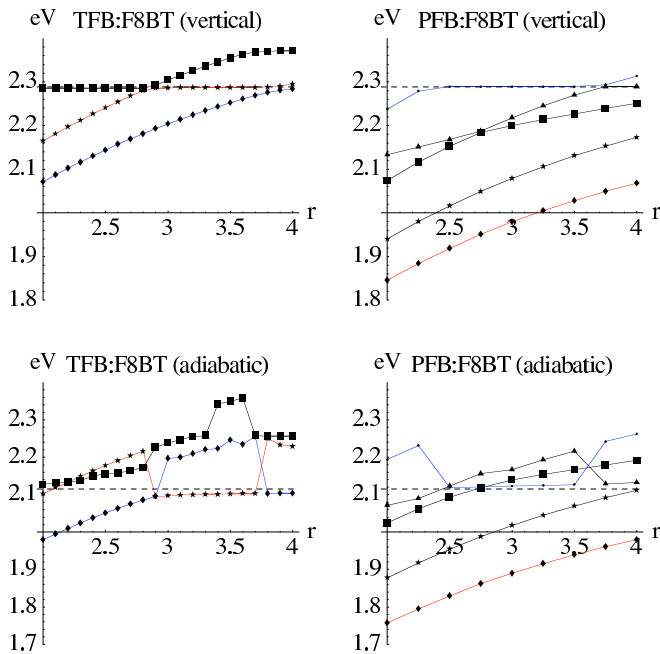 eV TFB:F8BT (vertical)
2.3
2.2
2.1
1.9
1.8
2.5 3 3.5 4 r
eV PFB:F8BT (vertical)
2.3
2.2
2.1
1.9
1.8
2.5 3 3.5 4 r
eV TFB:F8BT (adiabatic)
2.3
2.2
2.1
1.9
1.8
1.7
2.5 3 3.5 4 r
eV PFB:F8BT (adiabatic)
2.3
2.2
2.1
1.9
1.8
1.7
2.5 3 3.5 4 r